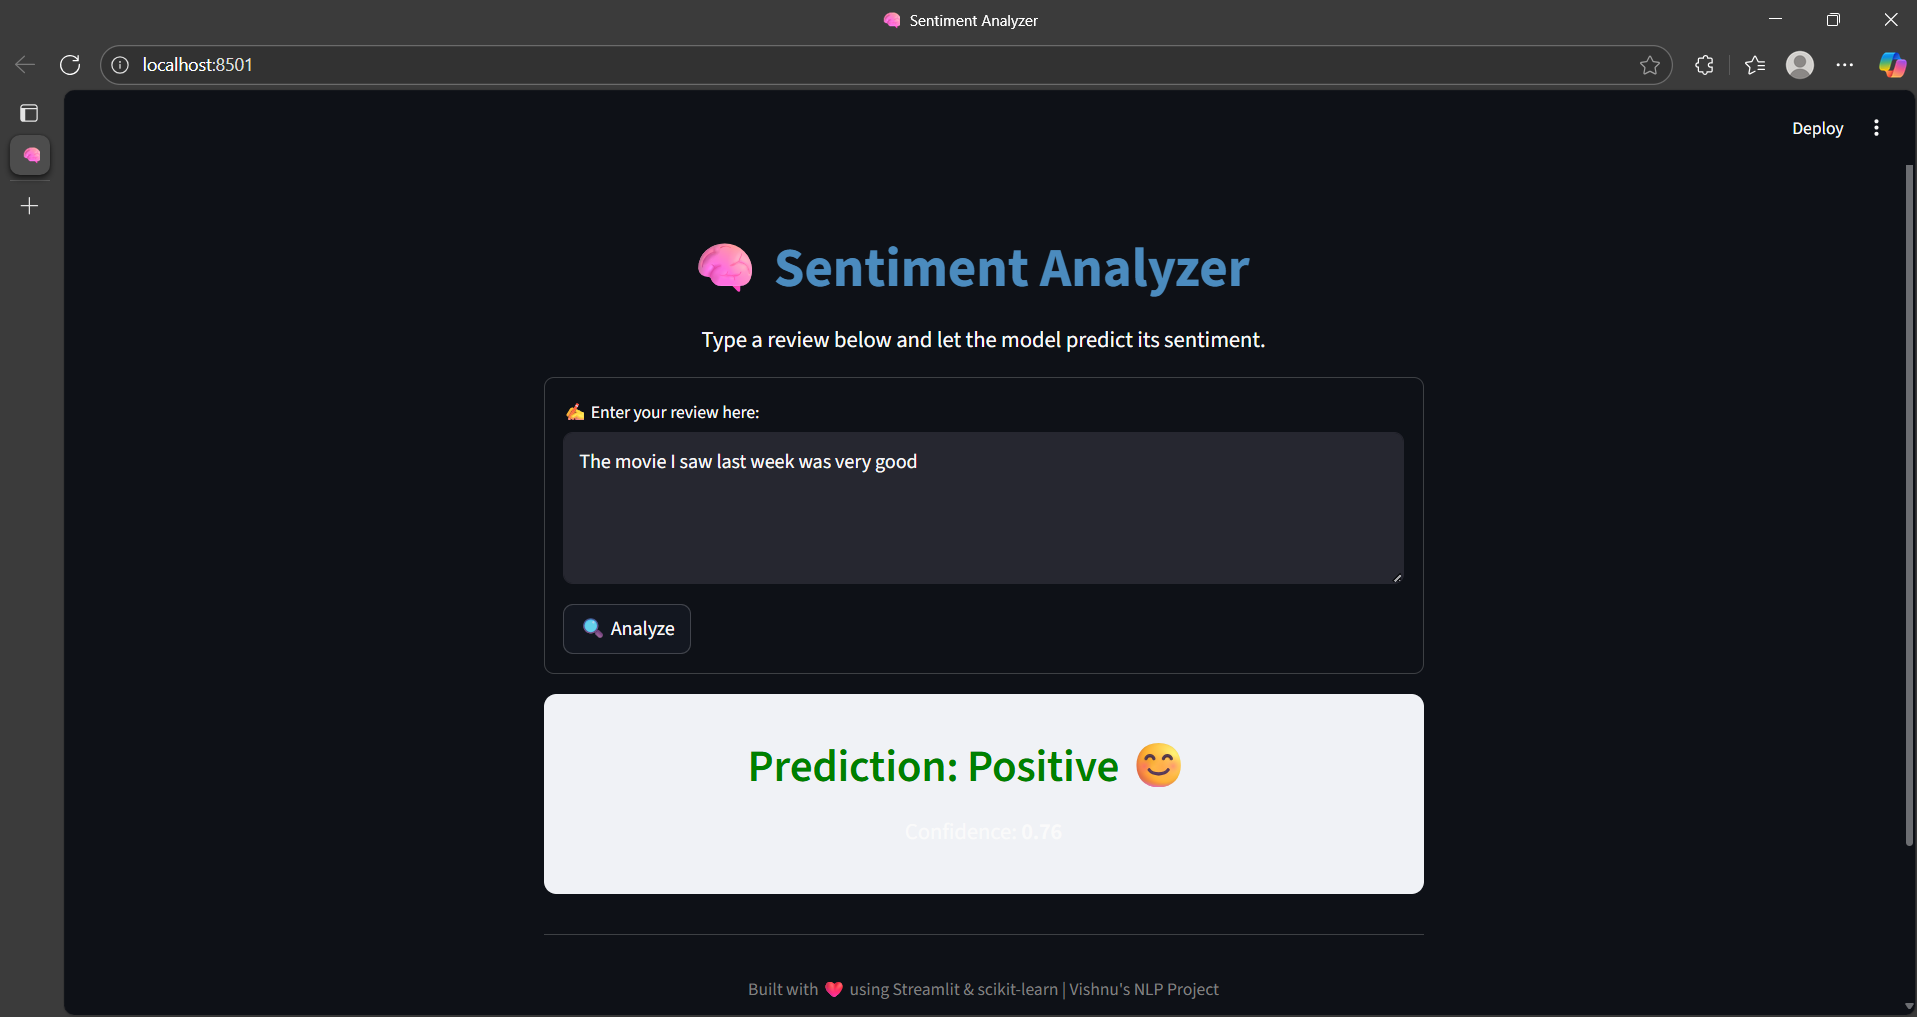 Sentiment Analyzer
localhost:8501
Deploy
🧠 Sentiment Analyzer
Type a review below and let the model predict its sentiment.
✍️ Enter your review here:
The movie I saw last week was very good
🔍 Analyze
Prediction: Positive 😊
Confidence: 0.76
Built with ❤️ using Streamlit & scikit-learn | Vishnu's NLP Project